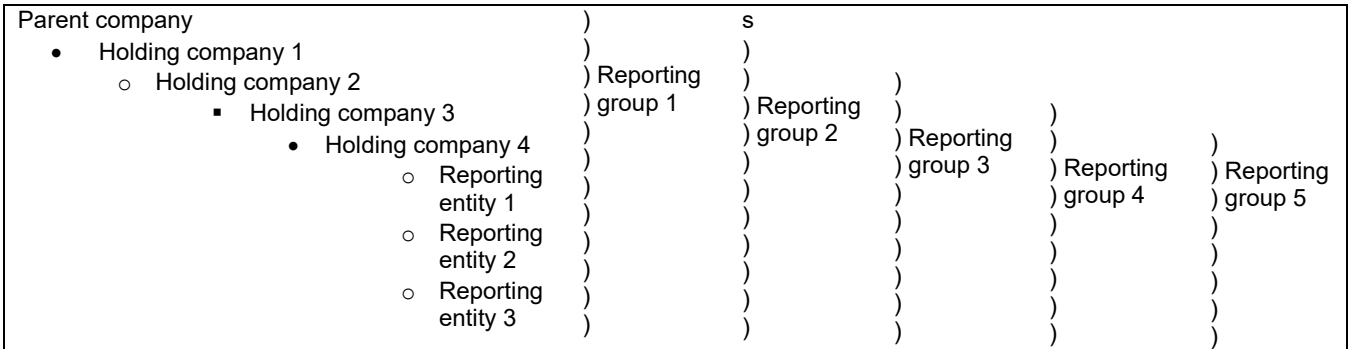 Parent company ) s
• Holding company 1 ) )
o Holding company 2 ) Reporting ) )
▪ Holding company 3 ) group 1 ) Reporting ) )
• Holding company 4 ) ) group 2 ) Reporting ) )
o Reporting ) ) ) group 3 ) Reporting ) Reporting
entity 1 ) ) ) ) group 4 ) group 5
o Reporting ) ) ) ) )
entity 2 ) ) ) ) )
o Reporting ) ) ) ) )
entity 3 ) ) ) ) )